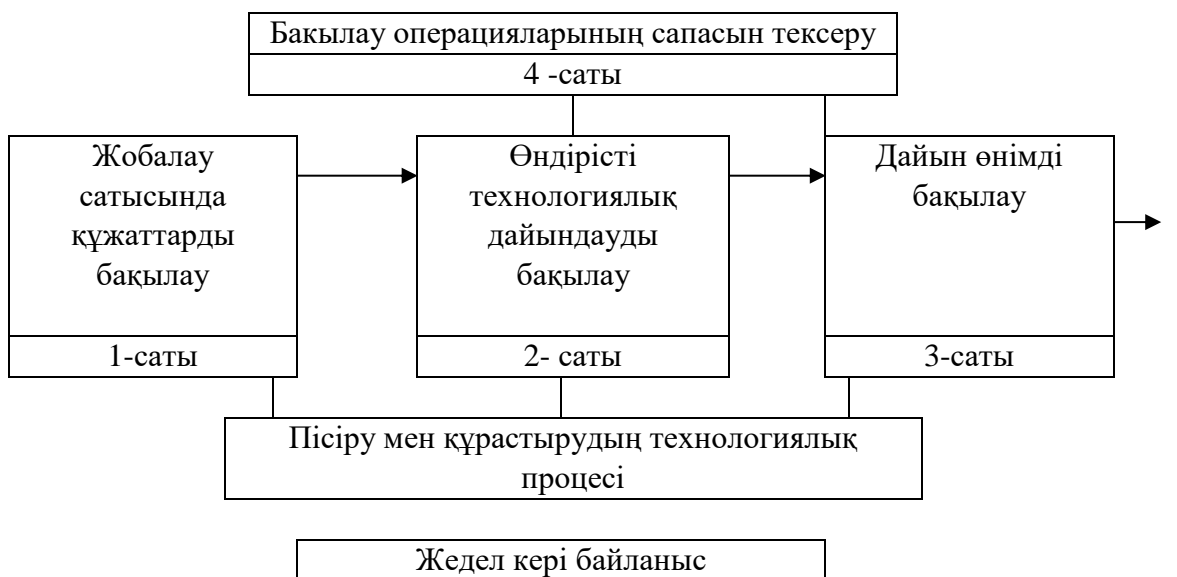 Бакылау операцияларының сапасын тексеру
4 -саты
Жобалау
сатысында
құжаттарды
бақылау
1-саты
Өндірісті
технологиялық
дайындауды
бақылау
2- саты
Дайын өнімді
бақылау
3-саты
Пісіру мен құрастырудың технологиялық
процесі
Жедел кері байланыс